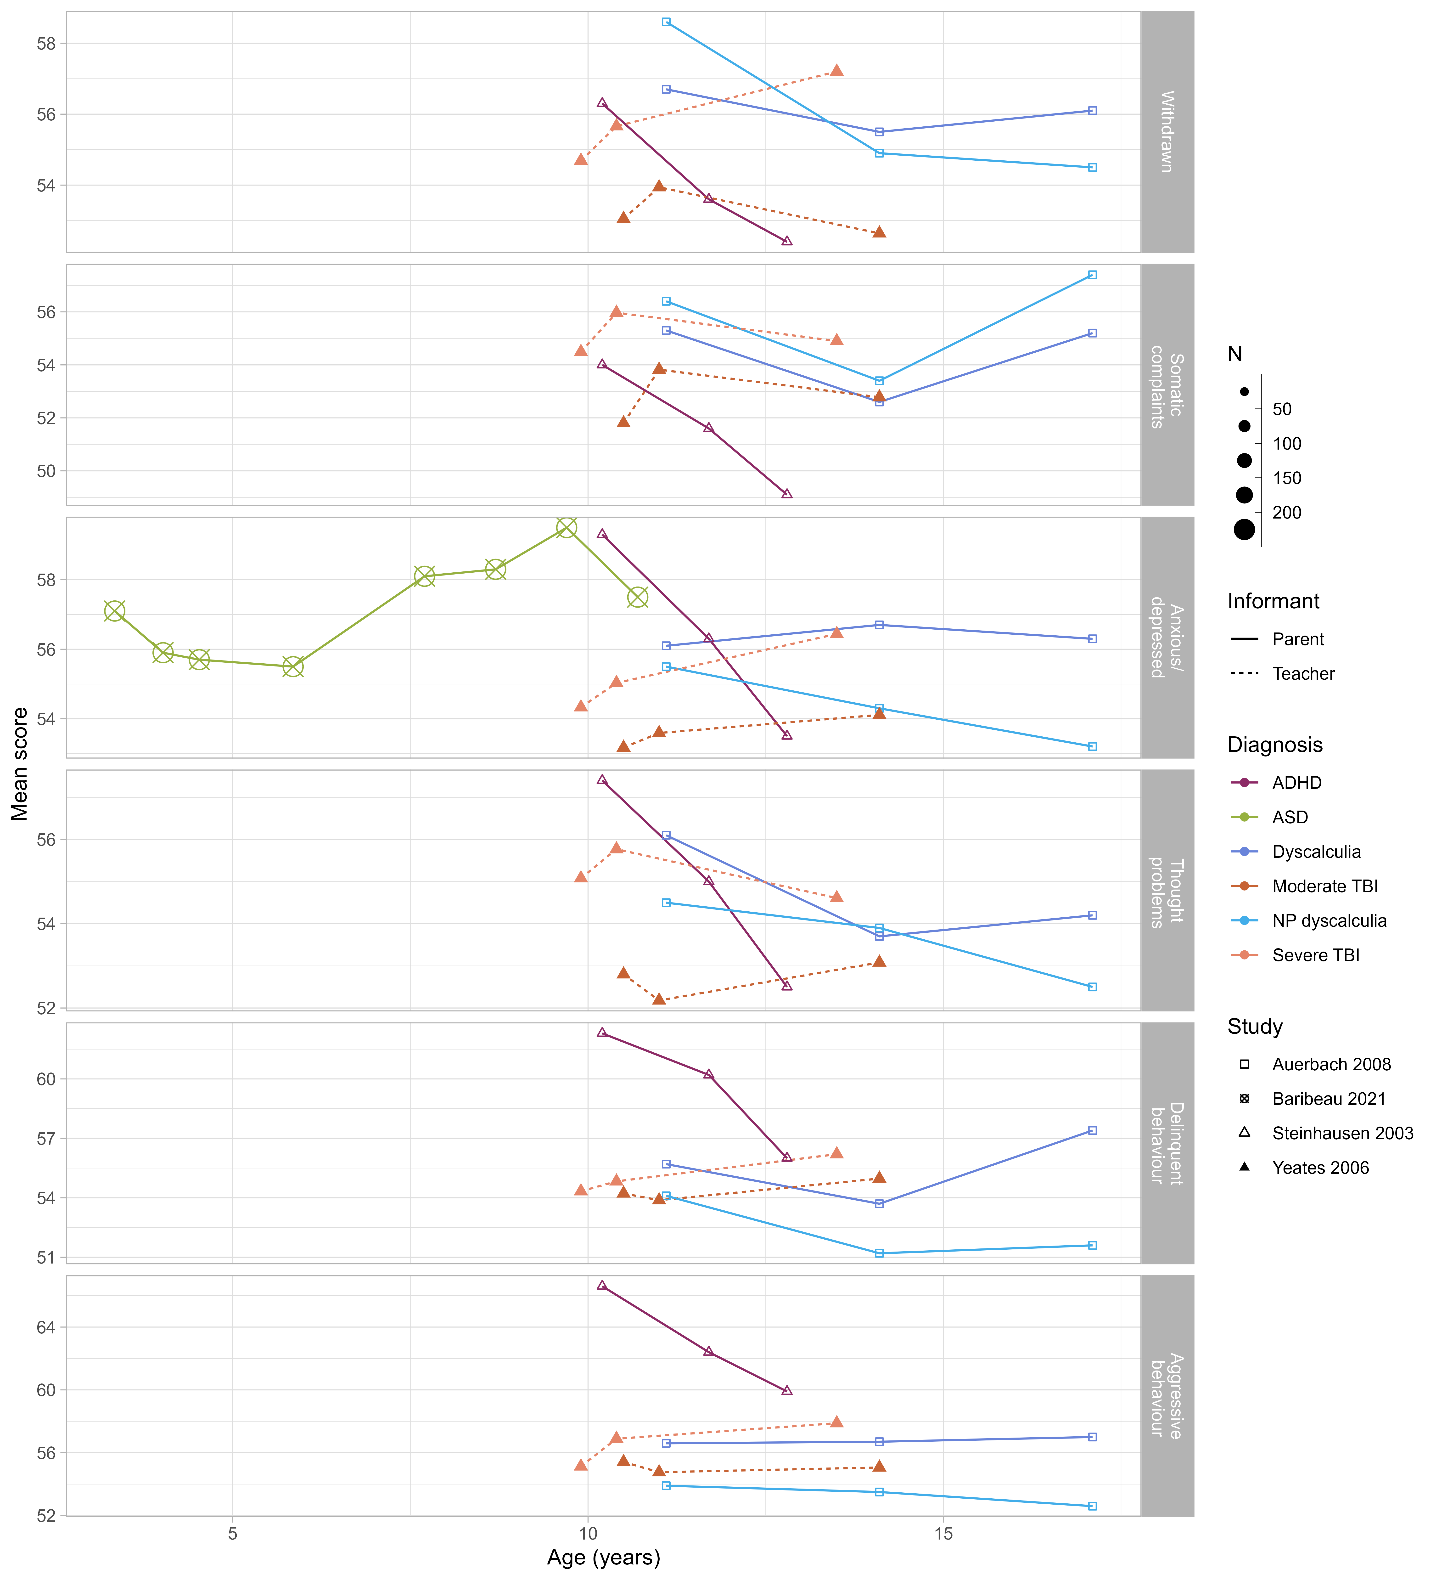 58
56
54
Withdrawn
56
54
52
50
Somatic
complaints
58
56
54
Anxious/
depressed
56
54
52
Thought
problems
60
57
54
51
Delinquent
behaviour
64
60
56
52
Aggressive
behaviour
5
10
15
Age (years)
Mean score
N
50
100
150
200
Informant
Parent
Teacher
Diagnosis
ADHD
ASD
Dyscalculia
Moderate TBI
NP dyscalculia
Severe TBI
Study
Auerbach 2008
Baribeau 2021
Steinhausen 2003
Yeates 2006